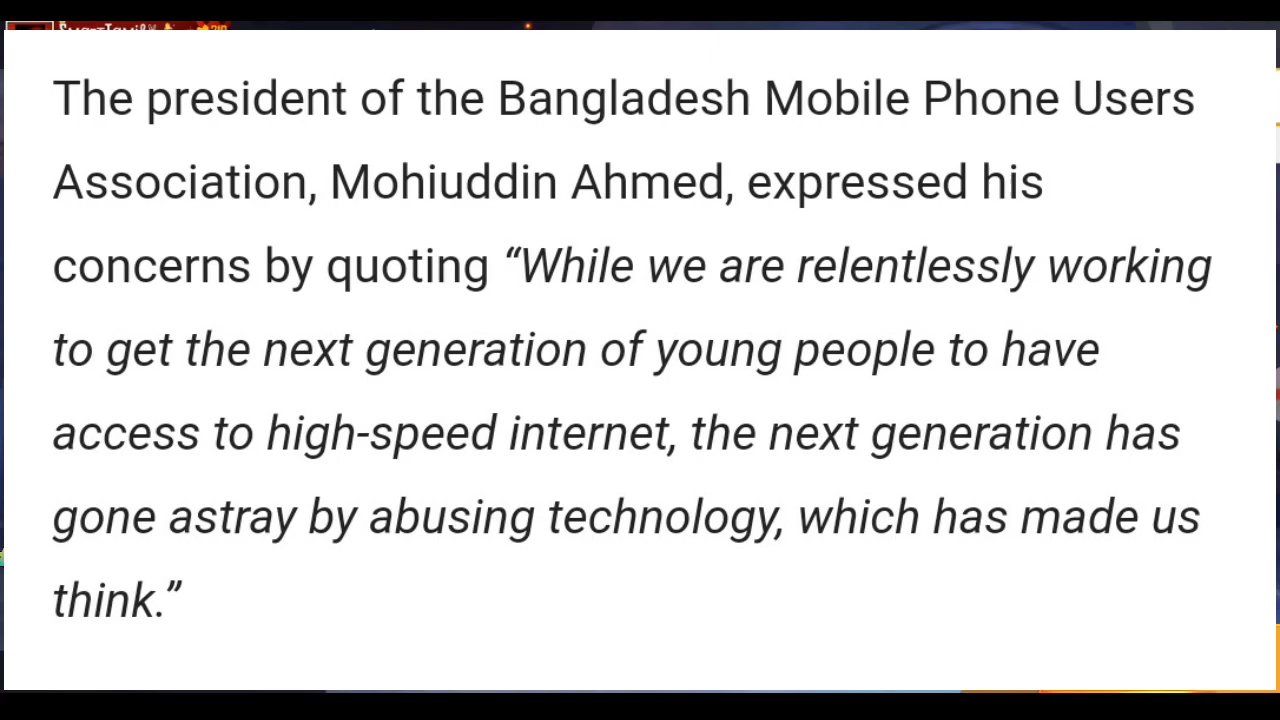 The president of the Bangladesh Mobile Phone Users
Association, Mohiuddin Ahmed, expressed his
concerns by quoting “While we are relentlessly working
to get the next generation of young people to have
access to high-speed internet, the next generation has
gone astray by abusing technology, which has made us
think.”